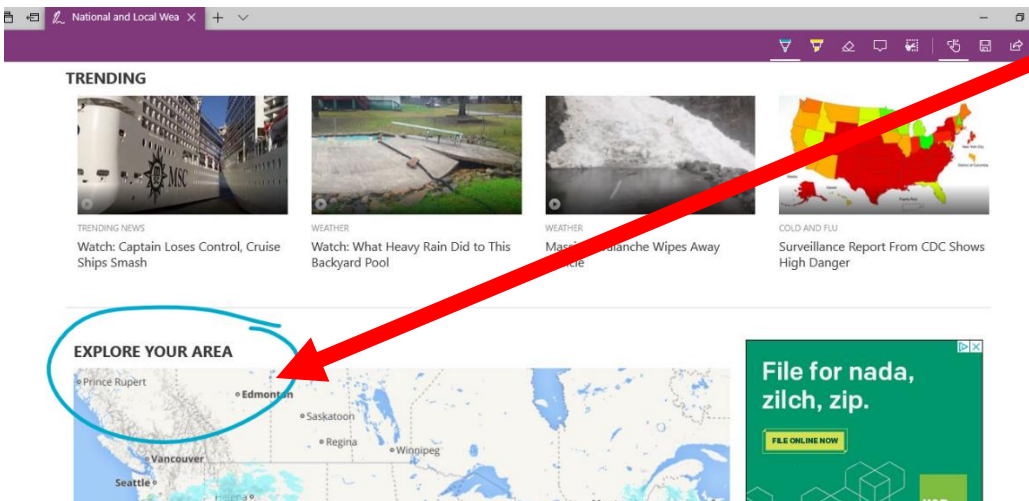 National and Local Wea
TRENDING
MSC
TRENDING NEWS
Watch: Captain Loses Control, Cruise
Ships Smash
WEATHER
Watch: What Heavy Rain Did to This
Backyard Pool
WEATHER
Wipes Away
COLD AND FLU
Surveillance Report From CDC Shows
High Danger
EXPLORE YOUR AREA
Prince Rupert
Edmonton
Saskatoon
Regina
Winnipeg
Vancouver
Seattle
Helena
File for nada,
zilch, zip.
FILE ONLINE NOW